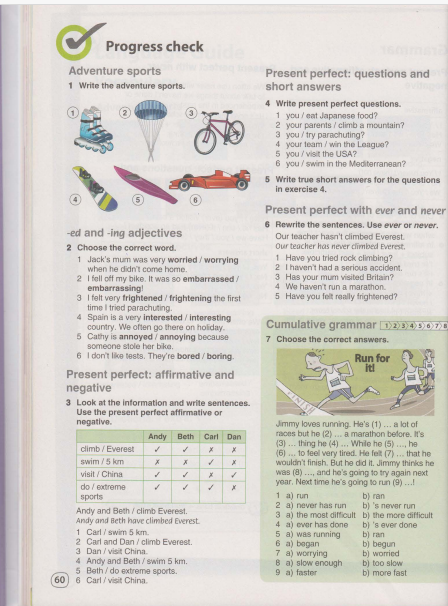 Progress check
Adventure sports
1 Write the adventure sports.
1
2
3
4
5
6
-ed and -ing adjectives
2 Choose the correct word.
1 Jack's mum was very worried / worrying
when he didn't come home.
2 I fell off my bike. It was so embarrassed /
embarrassing!
3 I felt very frightened / frightening the first
time I tried parachuting.
4 Spain is a very interested / interesting
country. We often go there on holiday.
5 Cathy is annoyed / annoying because
someone stole her bike.
6 I don't like tests. They're bored / boring.
Present perfect: affirmative and
negative
3 Look at the information and write sentences.
Use the present perfect affirmative or
negative.
Andy Beth Carl Dan
climb / Everest ✓ ✓ ✗ ✗
swim / 5 km ✗ ✗ ✓ ✗
visit / China ✓ ✓ ✗ ✓
do / extreme ✓ ✓ ✓ ✗
sports
Andy and Beth / climb Everest.
Andy and Beth have climbed Everest.
1 Carl / swim 5 km.
2 Carl and Dan / climb Everest.
3 Dan / visit China.
4 Andy and Beth / swim 5 km.
5 Beth / do extreme sports.
6 Carl / visit China.
60
Present perfect: questions and
short answers
4 Write present perfect questions.
1 you / eat Japanese food?
2 your parents / climb a mountain?
3 you / try parachuting?
4 your team / win the League?
5 you / visit the USA?
6 you / swim in the Mediterranean?
5 Write true short answers for the questions
in exercise 4.
Present perfect with ever and never
6 Rewrite the sentences. Use ever or never.
Our teacher hasn't climbed Everest.
Our teacher has never climbed Everest.
1 Have you tried rock climbing?
2 I haven't had a serious accident.
3 Has your mum visited Britain?
4 We haven't run a marathon.
5 Have you felt really frightened?
Cumulative grammar 1 2 3 4 5 6 7 8
7 Choose the correct answers.
Run for
it!
FINISH
Jimmy loves running. He's (1) … a lot of
races but he (2) … a marathon before. It's
(3) … thing he (4) … While he (5) …, he
(6) … to feel very tired. He felt (7) … that he
wouldn't finish. But he did it. Jimmy thinks he
was (8) …, and he's going to try again next
year. Next time he's going to run (9) …!
1 a) run b) ran
2 a) never has run b) 's never run
3 a) the most difficult b) the more difficult
4 a) ever has done b) 's ever done
5 a) was running b) ran
6 a) began b) begun
7 a) worrying b) worried
8 a) slow enough b) too slow
9 a) faster b) more fast